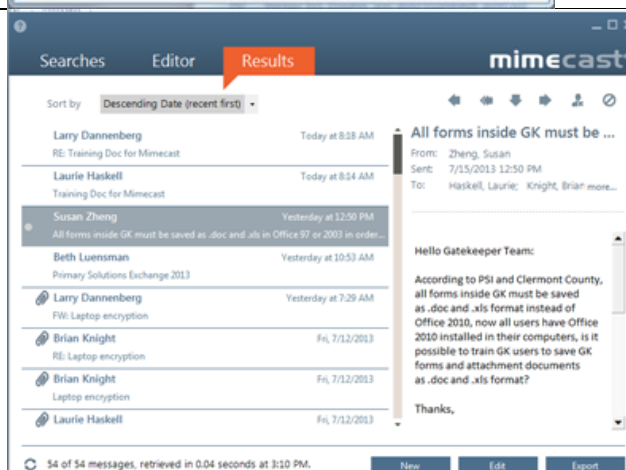 Searches Editor Results mimecast
Sort by Descending Date (recent first)
Larry Dannenberg Today at 8:18 AM
RE: Training Doc for Mimecast
Laurie Haskell Today at 8:14 AM
Training Doc for Mimecast
Susan Zheng Yesterday at 12:50 PM
All forms inside GK must be saved as .doc and .xls in Office 97 or 2003 in order...
Beth Luensman Yesterday at 10:53 AM
Primary Solutions Exchange 2013
Larry Dannenberg Yesterday at 7:29 AM
FW: Laptop encryption
Brian Knight Fri, 7/12/2013
RE: Laptop encryption
Brian Knight Fri, 7/12/2013
Laptop encryption
Laurie Haskell Fri, 7/12/2013
All forms inside GK must be ...
From: Zheng, Susan
Sent: 7/15/2013 12:50 PM
To: Haskell, Laurie; Knight, Brian more...
Hello Gatekeeper Team:
According to PSI and Clermont County,
all forms inside GK must be saved
as .doc and .xls format instead of
Office 2010, now all users have Office
2010 installed in their computers, is it
possible to train GK users to save GK
forms and attachment documents
as .doc and .xls format?
Thanks,
54 of 54 messages, retrieved in 0.04 seconds at 3:10 PM.
New Edit Export